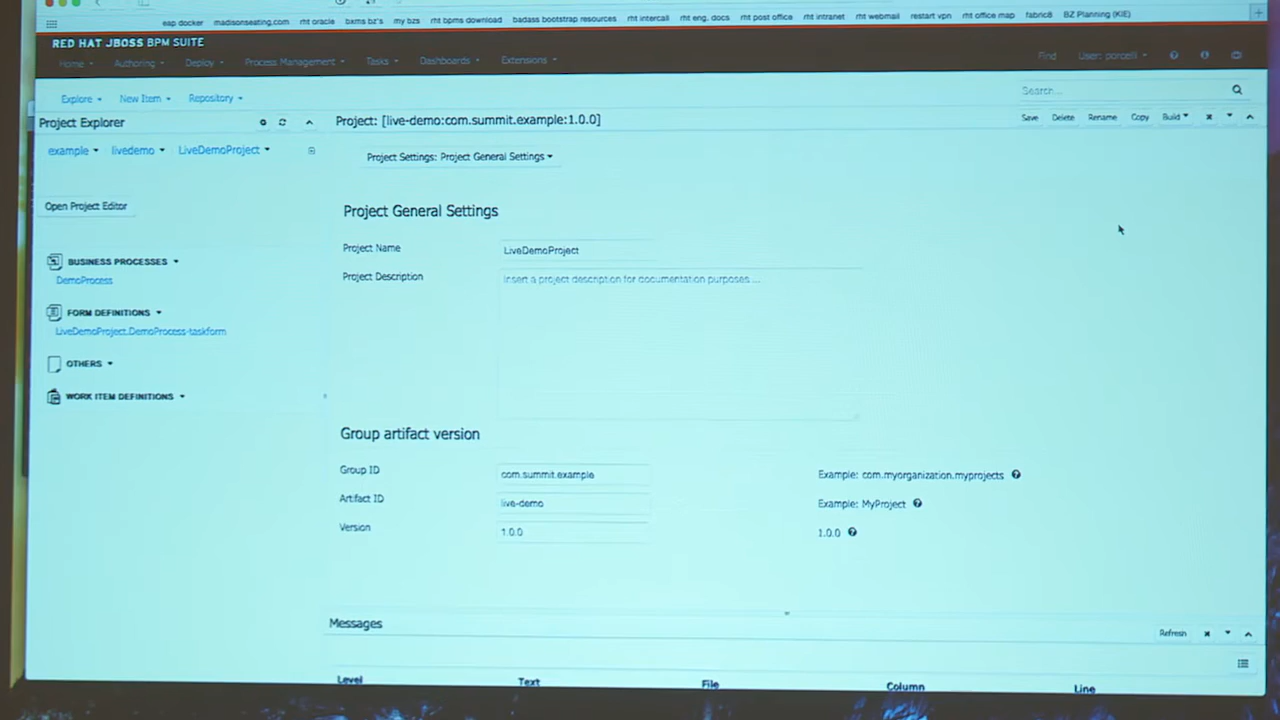 eap docker madisonseating.com rht oracle bxms bz's my bzs rht bpms download badass bootstrap resources rht intercall rht eng. docs rht post office rht intranet rht webmail restart vpn rht office map fabric8 BZ Planning (KIE)
RED HAT JBOSS BPM SUITE
Home Authoring Deploy Process Management Tasks Dashboards Extensions Find User: porcelli
Explore New Item Repository Search...
Project Explorer Project: [live-demo:com.summit.example:1.0.0] Save Delete Rename Copy Build
example livedemo LiveDemoProject Project Settings: Project General Settings
Open Project Editor
Project General Settings
Project Name LiveDemoProject
BUSINESS PROCESSES
DemoProcess
Project Description Insert a project description for documentation purposes ...
FORM DEFINITIONS
LiveDemoProject.DemoProcess-taskform
OTHERS
WORK ITEM DEFINITIONS
Group artifact version
Group ID com.summit.example Example: com.myorganization.myprojects
Artifact ID live-demo Example: MyProject
Version 1.0.0 1.0.0
Messages Refresh
Level Text File Column Line